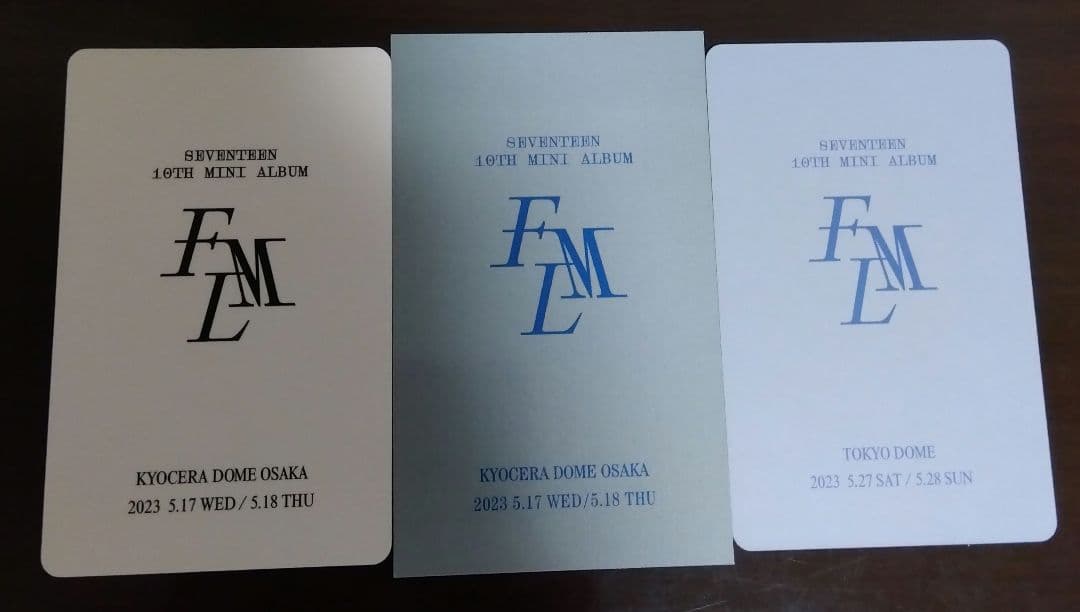 SEVENTEEN
10TH MINI ALBUM
FML
KYOCERA DOME OSAKA
2023 5.17 WED / 5.18 THU
SEVENTEEN
10TH MINI ALBUM
FML
KYOCERA DOME OSAKA
2023 5.17 WED/5.18 THU
SEVENTEEN
10TH MINI ALBUM
FML
TOKYO DOME
2023 5.27 SAT / 5.28 SUN